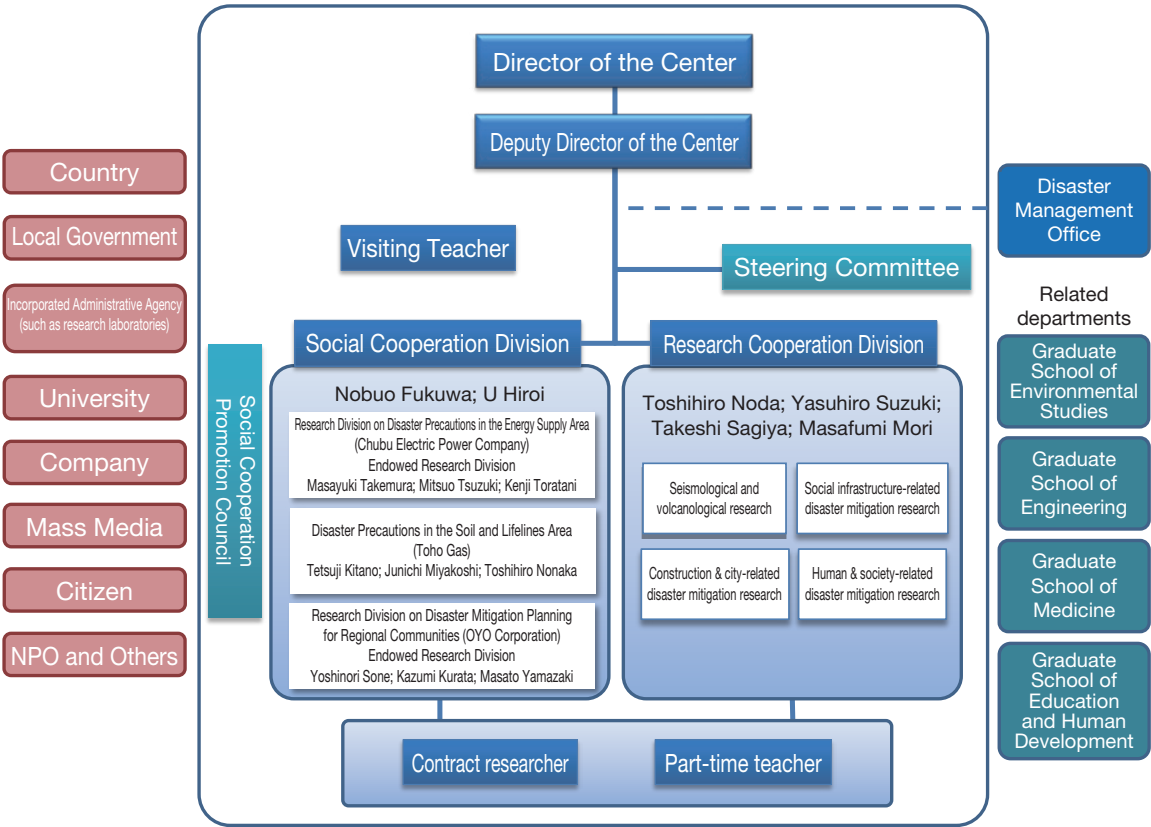 Director of the Center
Deputy Director of the Center
Visiting Teacher
Steering Committee
Country
Local Government
Incorporated Administrative Agency
(such as research laboratories)
University
Company
Mass Media
Citizen
NPO and Others
Social Cooperation
Promotion Council
Social Cooperation Division
Nobuo Fukuwa; U Hiroi
Research Division on Disaster Precautions in the Energy Supply Area
(Chubu Electric Power Company)
Endowed Research Division
Masayuki Takemura; Mitsuo Tsuzuki; Kenji Toratani
Disaster Precautions in the Soil and Lifelines Area
(Toho Gas)
Tetsuji Kitano; Junichi Miyakoshi; Toshihiro Nonaka
Research Division on Disaster Mitigation Planning
for Regional Communities (OYO Corporation)
Endowed Research Division
Yoshinori Sone; Kazumi Kurata; Masato Yamazaki
Research Cooperation Division
Toshihiro Noda; Yasuhiro Suzuki;
Takeshi Sagiya; Masafumi Mori
Seismological and
volcanological research
Social infrastructure-related
disaster mitigation research
Construction & city-related
disaster mitigation research
Human & society-related
disaster mitigation research
Contract researcher
Part-time teacher
Disaster
Management
Office
Related
departments
Graduate
School of
Environmental
Studies
Graduate
School of
Engineering
Graduate
School of
Medicine
Graduate
School of
Education
and Human
Development